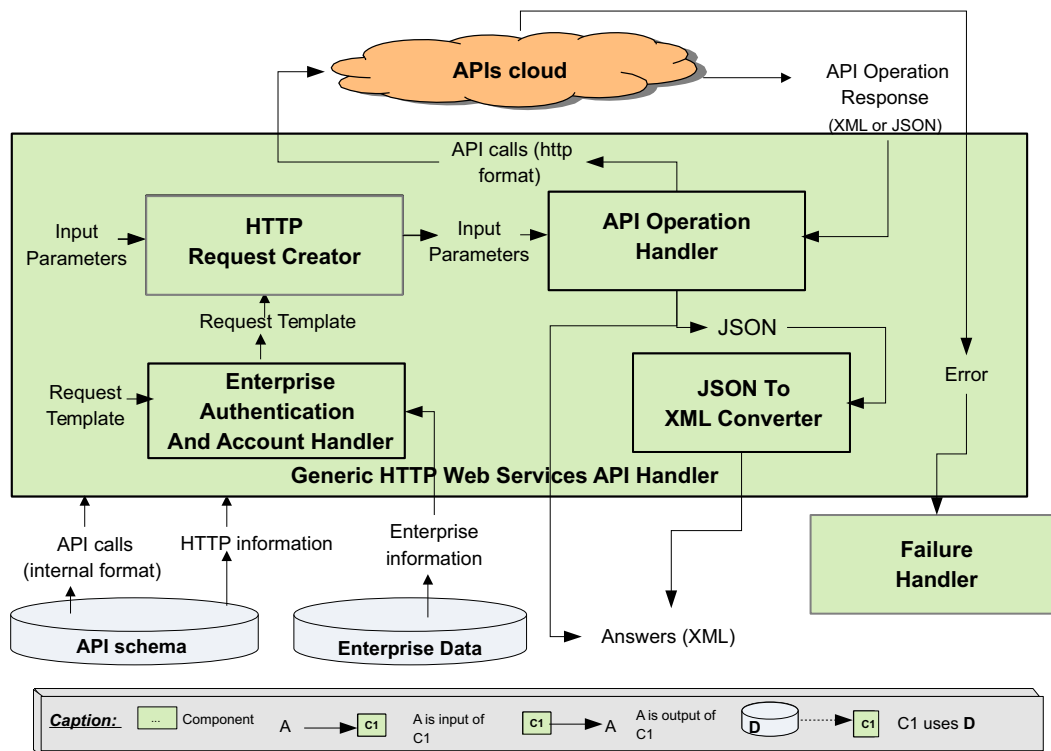 APIs cloud
API Operation
Response
(XML or JSON)
API calls (http
format)
Input
Parameters
HTTP
Request Creator
Input
Parameters
API Operation
Handler
Request Template
JSON
Request
Template
Enterprise
Authentication
And Account Handler
JSON To
XML Converter
Error
Generic HTTP Web Services API Handler
API calls
(internal format)
HTTP information
Enterprise
information
Failure
Handler
API schema
Enterprise Data
Answers (XML)
Caption:
...
Component
A
C1
A is input of
C1
C1
A
A is output of
C1
D
C1
C1 uses D